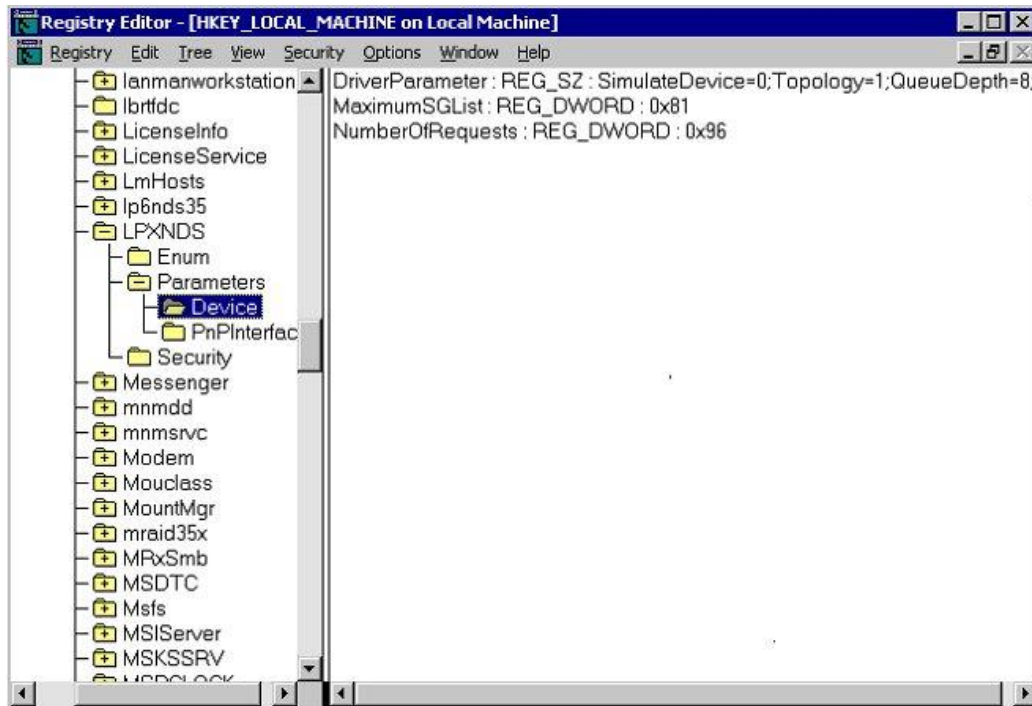 Registry Editor - [HKEY_LOCAL_MACHINE on Local Machine]
Registry Edit Tree View Security Options Window Help
lanmanworkstation
lbrtfdc
LicenseInfo
LicenseService
LmHosts
lp6nds35
LPXNDS
Enum
Parameters
Device
PnPInterfac
Security
Messenger
mnmdd
mnmsrvc
Modem
Mouclass
MountMgr
mraid35x
MRxSmb
MSDTC
Msfs
MSIServer
MSKSSRV
DriverParameter : REG_SZ : SimulateDevice=0;Topology=1;QueueDepth=8;
MaximumSGList : REG_DWORD : 0x81
NumberOfRequests : REG_DWORD : 0x96